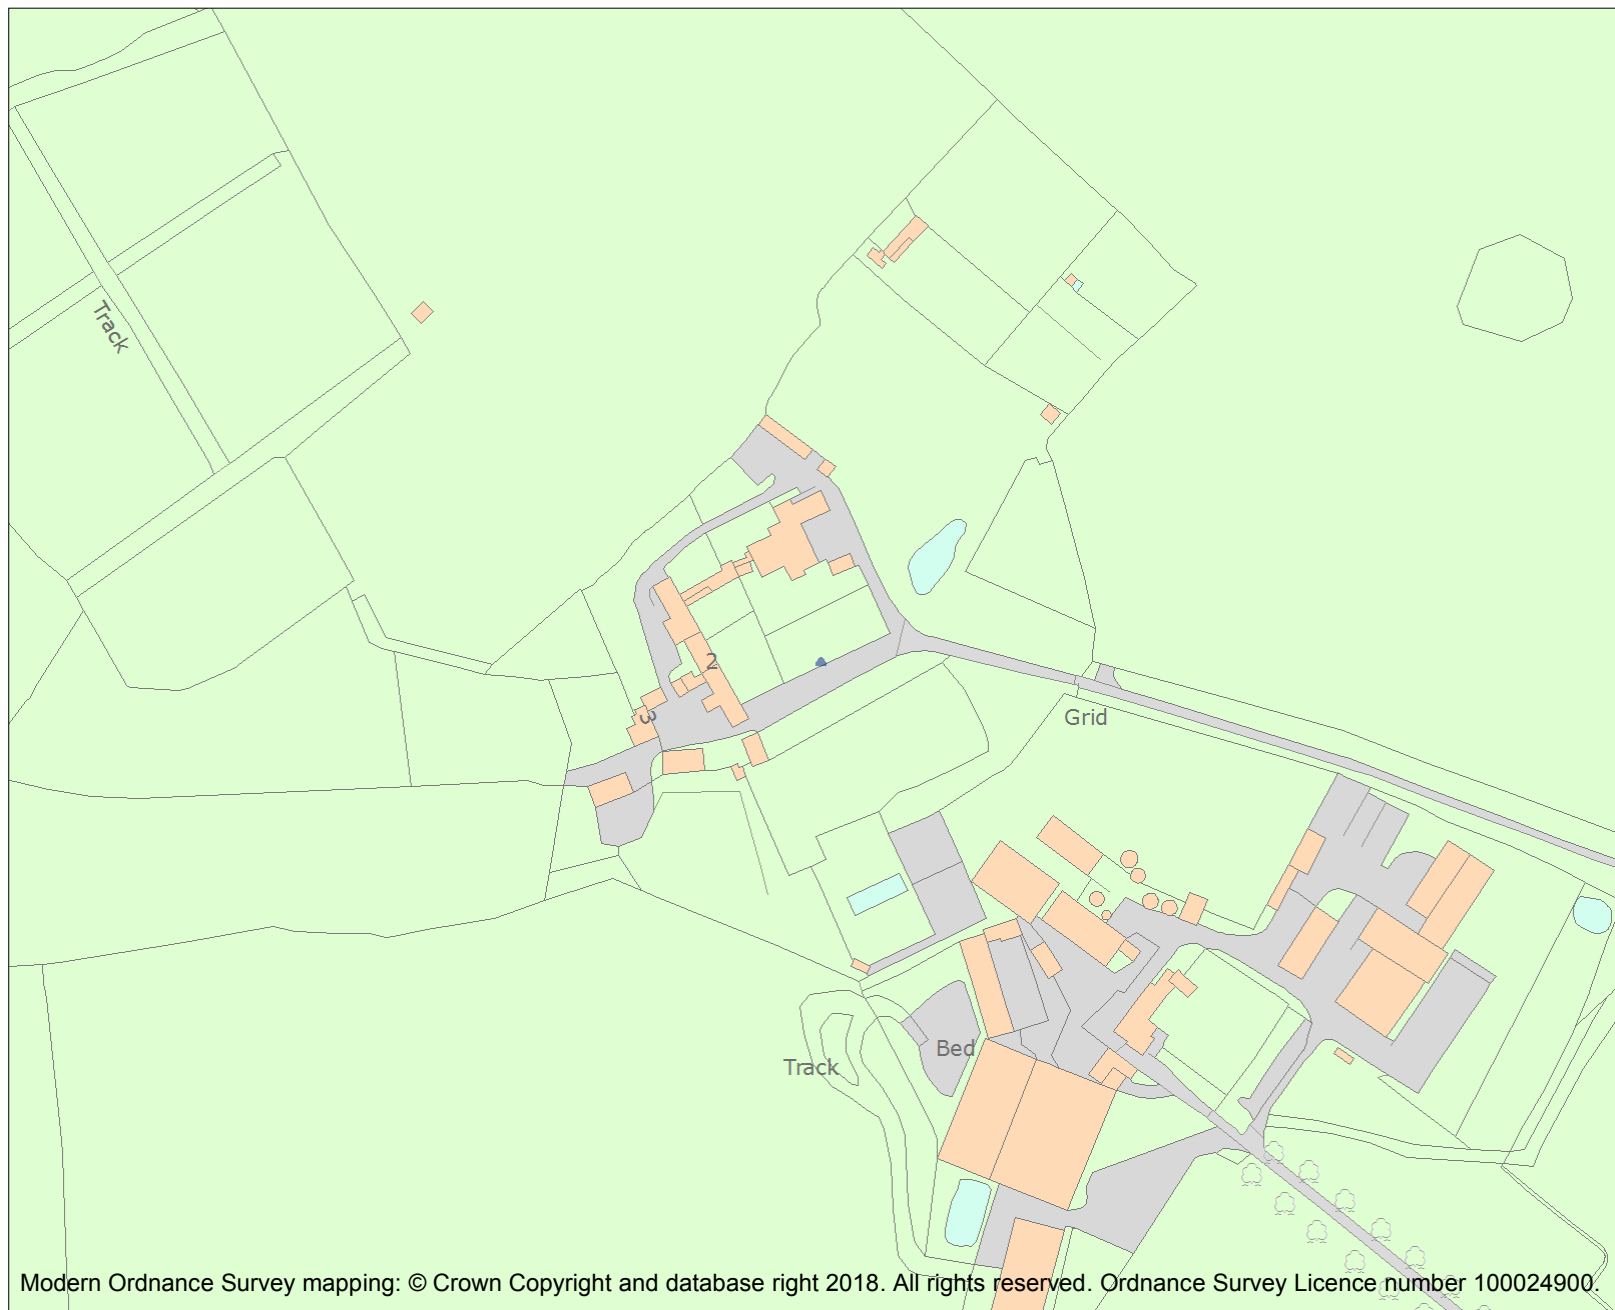 Track
2
3
Grid
Bed
Track
Modern Ordnance Survey mapping: © Crown Copyright and database right 2018. All rights reserved. Ordnance Survey Licence number 100024900.